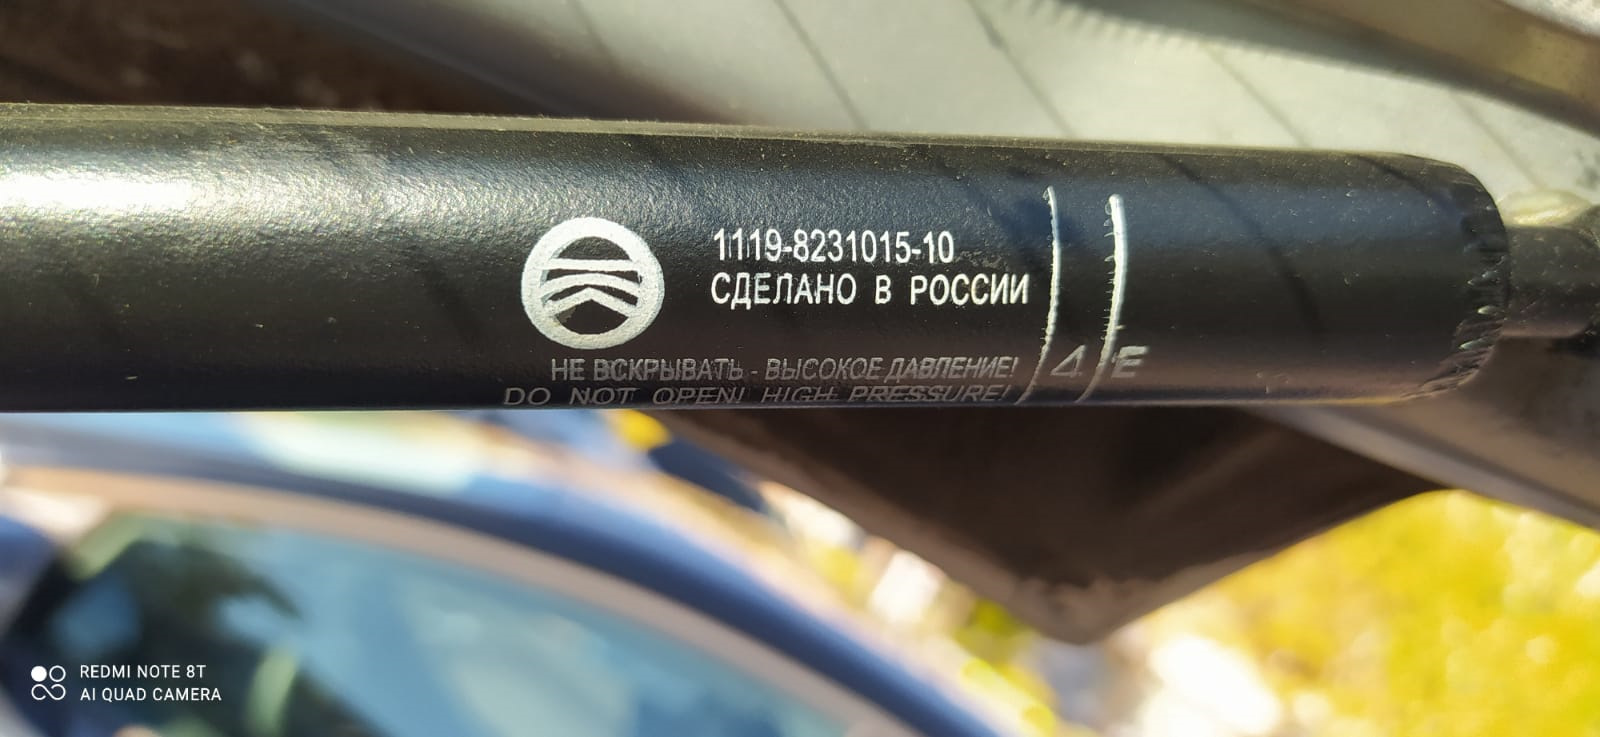 1119-8231015-10
СДЕЛАНО В РОССИИ
НЕ ВСКРЫВАТЬ - ВЫСОКОЕ ДАВЛЕНИЕ!
DO NOT OPEN! HIGH PRESSURE!
REDMI NOTE 8T
AI QUAD CAMERA